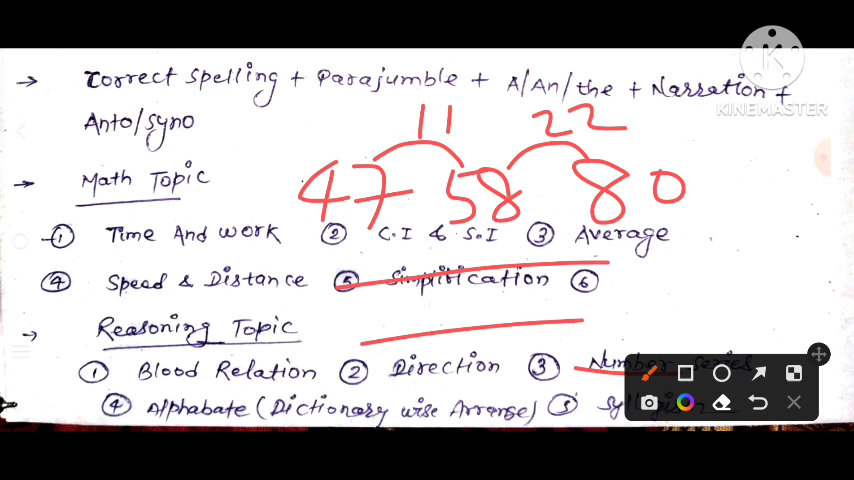 KINEMASTER
→ Correct Spelling + Parajumble + A/An/the + Narration +
Anto/Syno
11 22
→ Math Topic
47 58 80
① Time And Work ② C.I & S.I ③ Average
④ Speed & Distance ⑤ Simplification ⑥
→ Reasoning Topic
① Blood Relation ② Direction ③ Number Series
④ Alphabate (Dictionary wise Arrange) ⑤